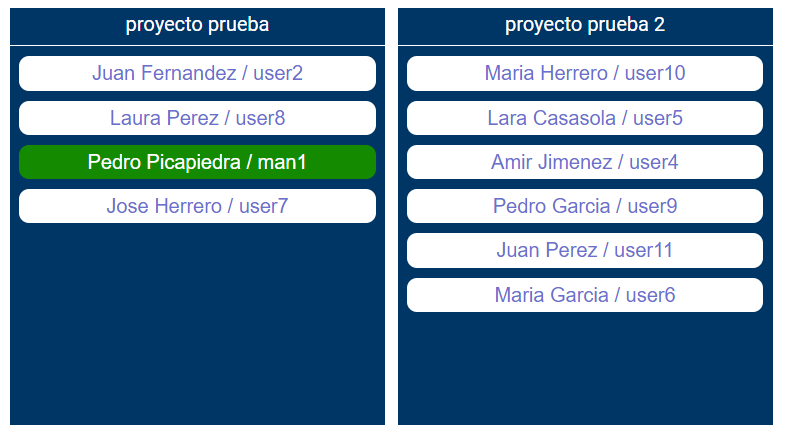 proyecto prueba
Juan Fernandez / user2
Laura Perez / user8
Pedro Picapiedra / man1
Jose Herrero / user7
proyecto prueba 2
Maria Herrero / user10
Lara Casasola / user5
Amir Jimenez / user4
Pedro Garcia / user9
Juan Perez / user11
Maria Garcia / user6